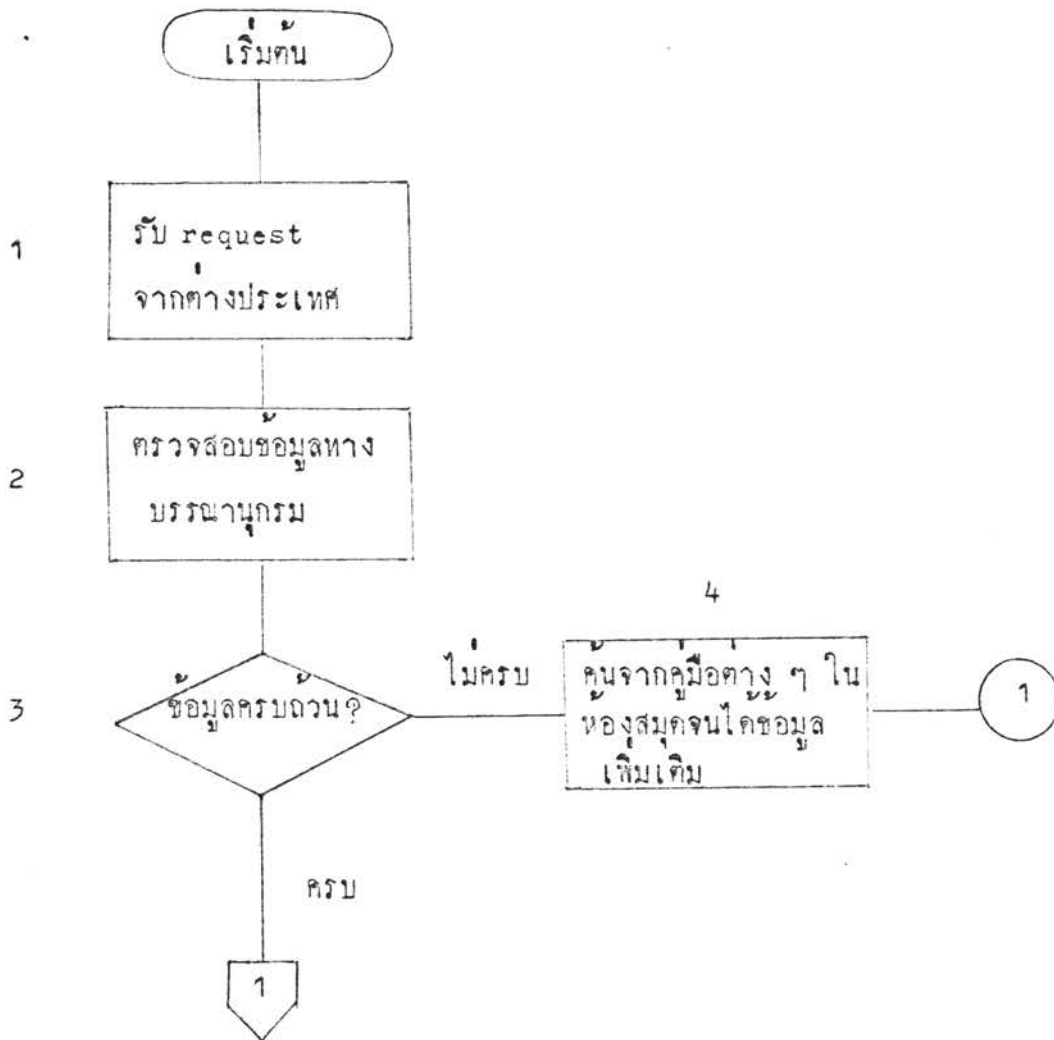 เริ่มต้น
1
รับ request
จากต่างประเทศ
2
ตรวจสอบข้อมูลทาง
บรรณานุกรม
3
ข้อมูลครบถ้วน?
ไม่ครบ
4
ค้นจากคู่มือต่าง ๆ ใน
ห้องสมุดจนได้ข้อมูล
เพิ่มเติม
1
ครบ
1